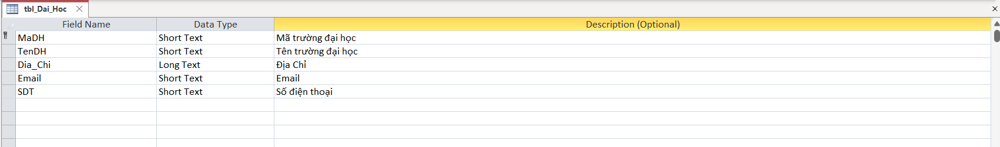 tbl_Dai_Hoc
Field Name Data Type Description (Optional)
MaDH Short Text Mã trường đại học
TenDH Short Text Tên trường đại học
Dia_Chi Long Text Địa Chỉ
Email Short Text Email
SDT Short Text Số điện thoại